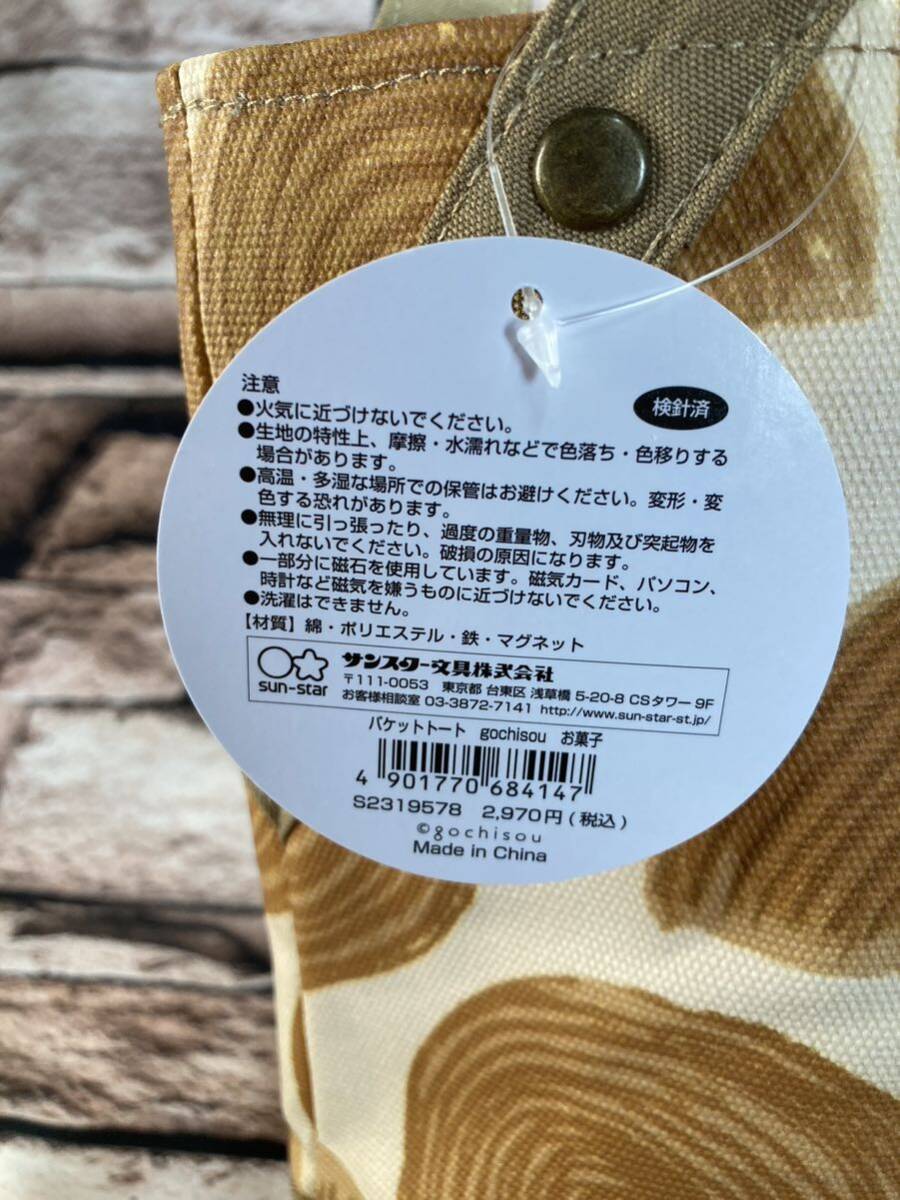 注意
検針済
●火気に近づけないでください。
●生地の特性上、摩擦・水濡れなどで色落ち・色移りする
場合があります。
●高温・多湿な場所での保管はお避けください。変形・変
色する恐れがあります。
●無理に引っ張ったり、過度の重量物、刃物及び突起物を
入れないでください。破損の原因になります。
●一部分に磁石を使用しています。磁気カード、パソコン、
時計など磁気を嫌うものに近づけないでください。
●洗濯はできません。
【材質】綿・ポリエステル・鉄・マグネット
sun-star
サンスター文具株式会社
〒111-0053 東京都 台東区 浅草橋 5-20-8 CSタワー 9F
お客様相談室 03-3872-7141 http://www.sun-star-st.jp/
バケットトート gochisou お菓子
4 901770 684147
S2319578 2,970円(税込)
©gochisou
Made in China